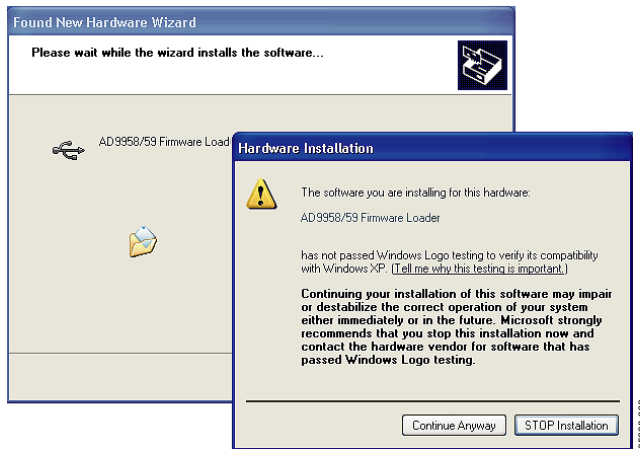 Found New Hardware Wizard
Please wait while the wizard installs the software...
AD9958/59 Firmware Load
Hardware Installation
The software you are installing for this hardware:
AD9958/59 Firmware Loader
has not passed Windows Logo testing to verify its compatibility
with Windows XP. (Tell me why this testing is important.)
Continuing your installation of this software may impair
or destabilize the correct operation of your system
either immediately or in the future. Microsoft strongly
recommends that you stop this installation now and
contact the hardware vendor for software that has
passed Windows Logo testing.
Continue Anyway
STOP Installation